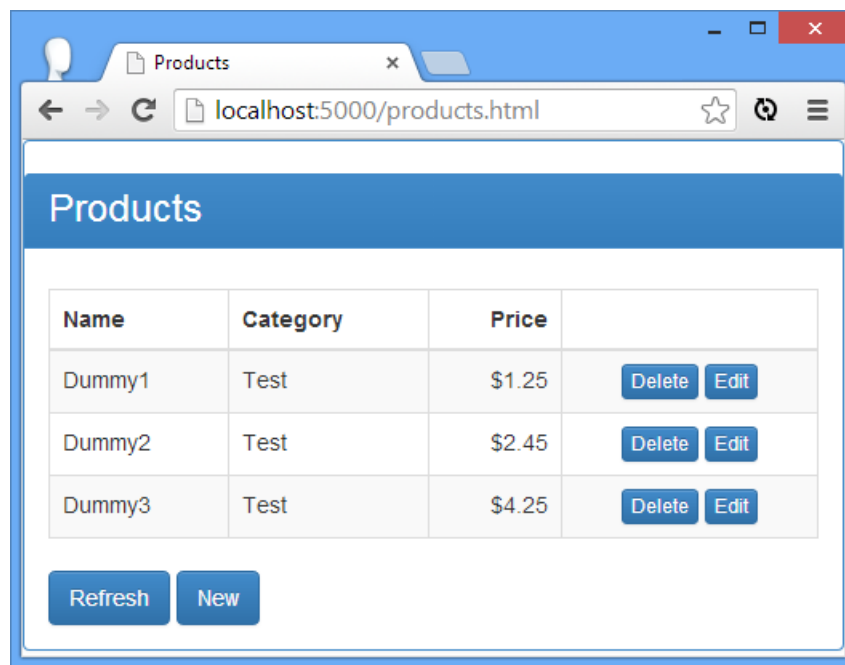 Products
localhost:5000/products.html
Products
Name Category Price
Dummy1 Test $1.25 Delete Edit
Dummy2 Test $2.45 Delete Edit
Dummy3 Test $4.25 Delete Edit
Refresh New